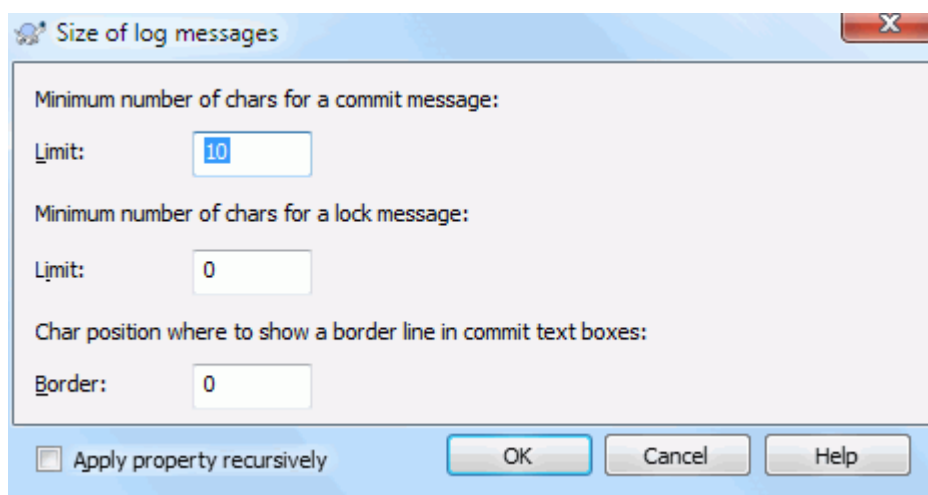 Size of log messages
Minimum number of chars for a commit message:
Limit: 10
Minimum number of chars for a lock message:
Limit: 0
Char position where to show a border line in commit text boxes:
Border: 0
Apply property recursively OK Cancel Help